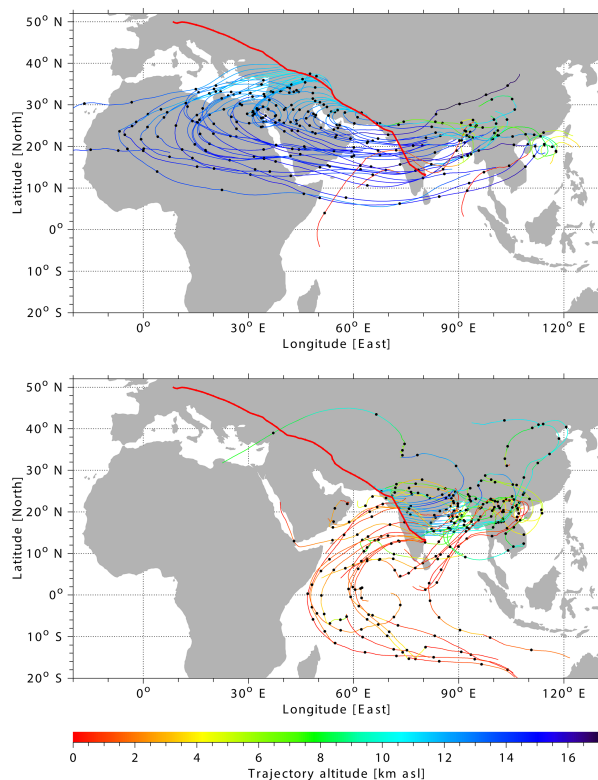 50° N
40° N
30° N
20° N
10° N
0°
10° S
20° S
Latitude [North]
0° 30° E 60° E 90° E 120° E
Longitude [East]
50° N
40° N
30° N
20° N
10° N
0°
10° S
20° S
Latitude [North]
0° 30° E 60° E 90° E 120° E
Longitude [East]
0 2 4 6 8 10 12 14 16
Trajectory altitude [km asl]